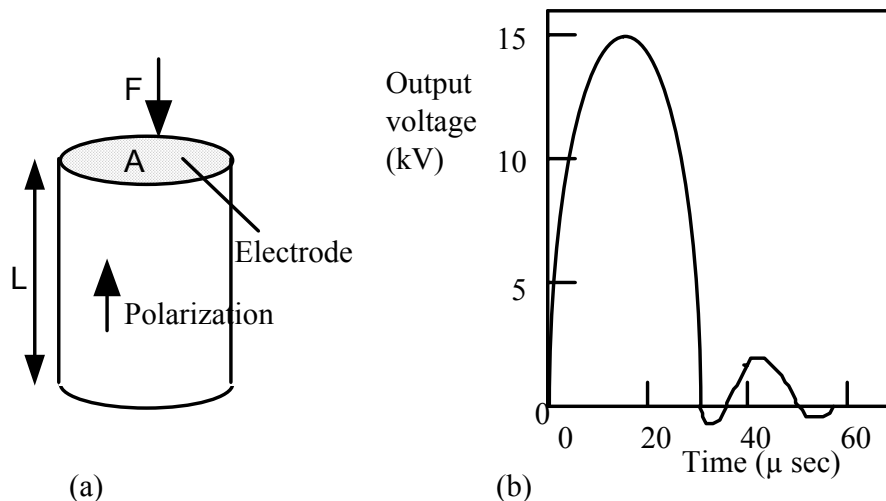 F
A
L
Electrode
Polarization
(a)
Output
voltage
(kV)
15
10
5
0
0 20 40 60
Time (μ sec)
(b)